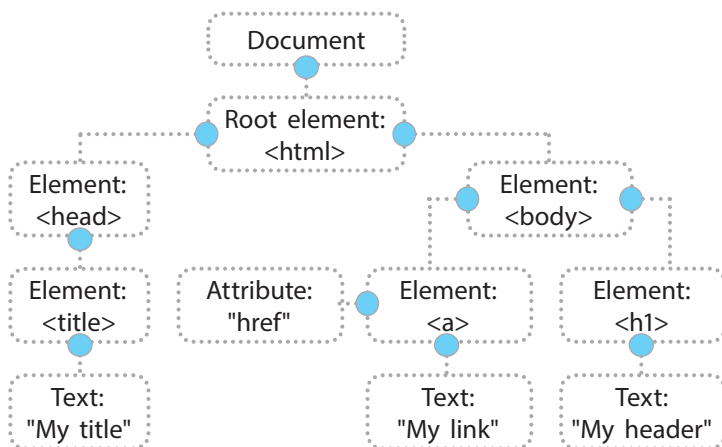 Document
Root element:
<html>
Element:
<head>
Element:
<body>
Element:
<title>
Attribute:
"href"
Element:
<a>
Element:
<h1>
Text:
"My title"
Text:
"My link"
Text:
"My header"